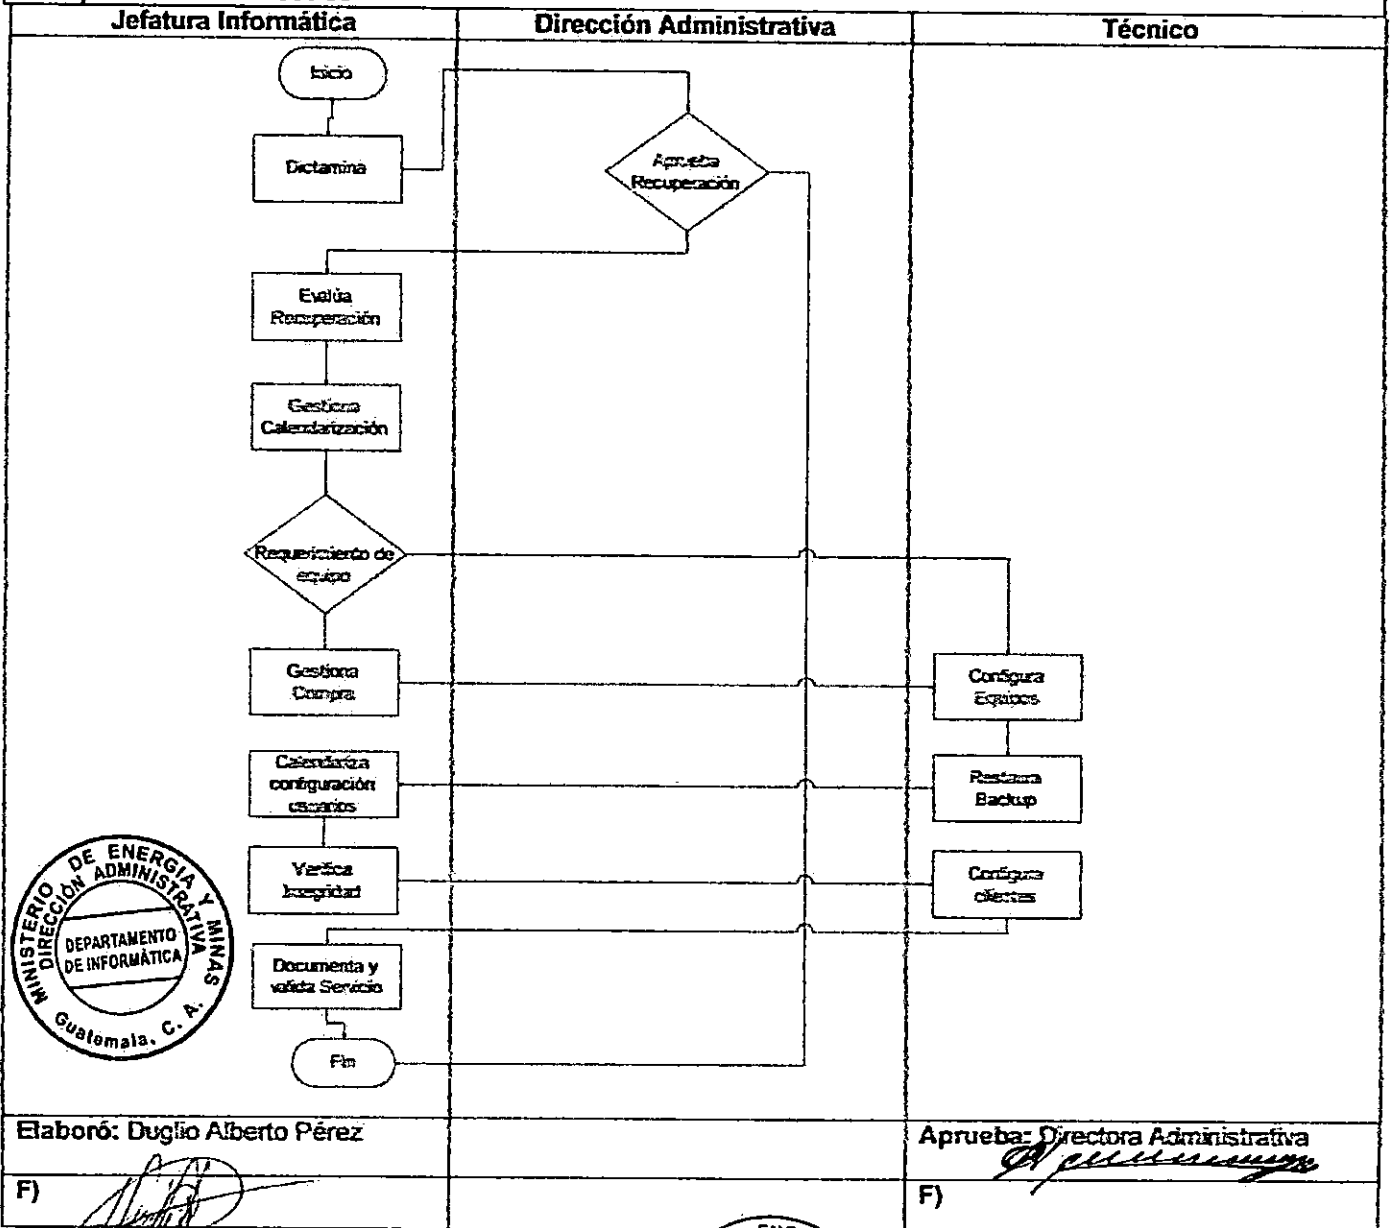 Jefatura Informática
Dirección Administrativa
Técnico
Inicio
Dictamina
Aprueba
Recuperación
Evalúa
Recuperación
Gestiona
Calendarización
Requerimiento de
equipo
Gestiona
Compra
Configura
Equipos
Calendariza
configuración
usuarios
Restaura
Backup
Verifica
Integridad
Configura
clientes
Documenta y
valida Servicio
Fin
MINISTERIO DE ENERGIA Y MINAS
DIRECCIÓN ADMINISTRATIVA
DEPARTAMENTO
DE INFORMÀTICA
Guatemala, C. A.
Elaboró: Duglio Alberto Pérez
Aprueba: Directora Administrativa
F)
F)